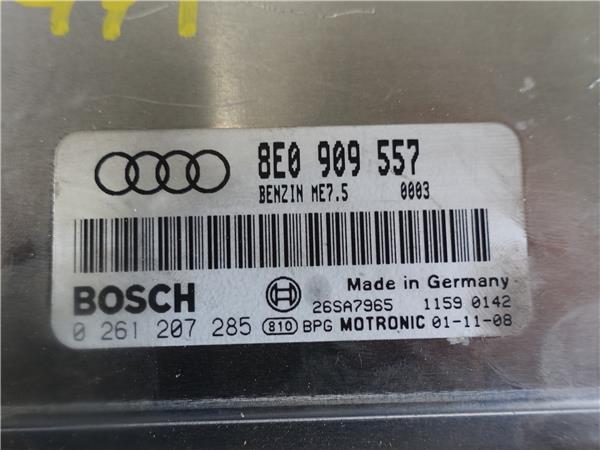 8E0 909 557
BENZIN ME7.5 0003
BOSCH
Made in Germany
26SA7965 1159 0142
0 261 207 285 810 BPG MOTRONIC 01-11-08